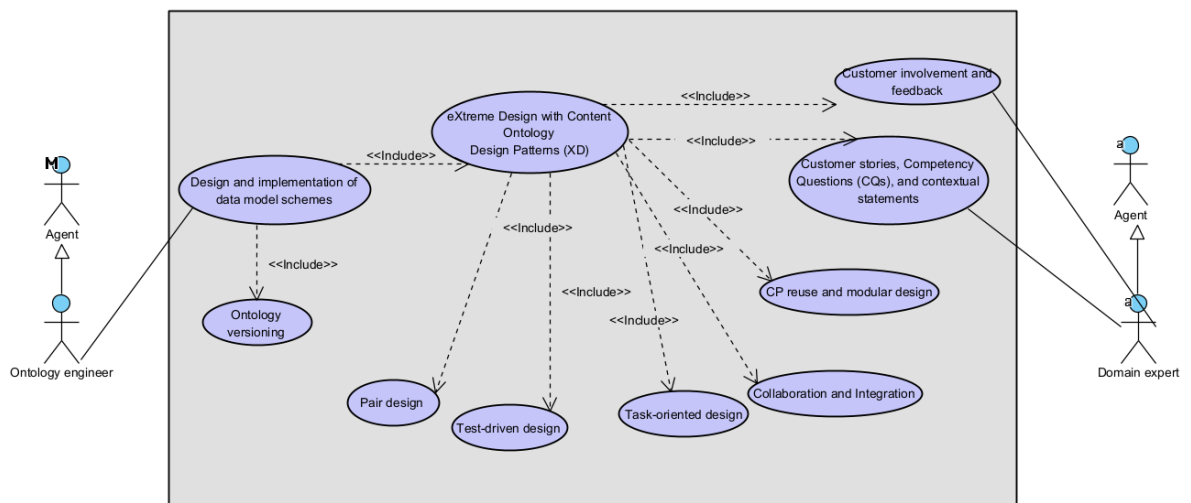 Customer involvement and
feedback
<<Include>>
eXtreme Design with Content
Ontology
Design Patterns (XD)
<<Include>>
<<Include>>
Customer stories, Competency
Questions (CQs), and contextual
statements
M
a
Design and implementation of
data model schemes
Agent
Agent
<<Include>>
<<Include>>
<<Include>>
<<Include>>
<<Include>>
<<Include>>
CP reuse and modular design
a
Ontology
versioning
<<Include>>
Ontology engineer
Domain expert
Pair design
Collaboration and Integration
Test-driven design
Task-oriented design